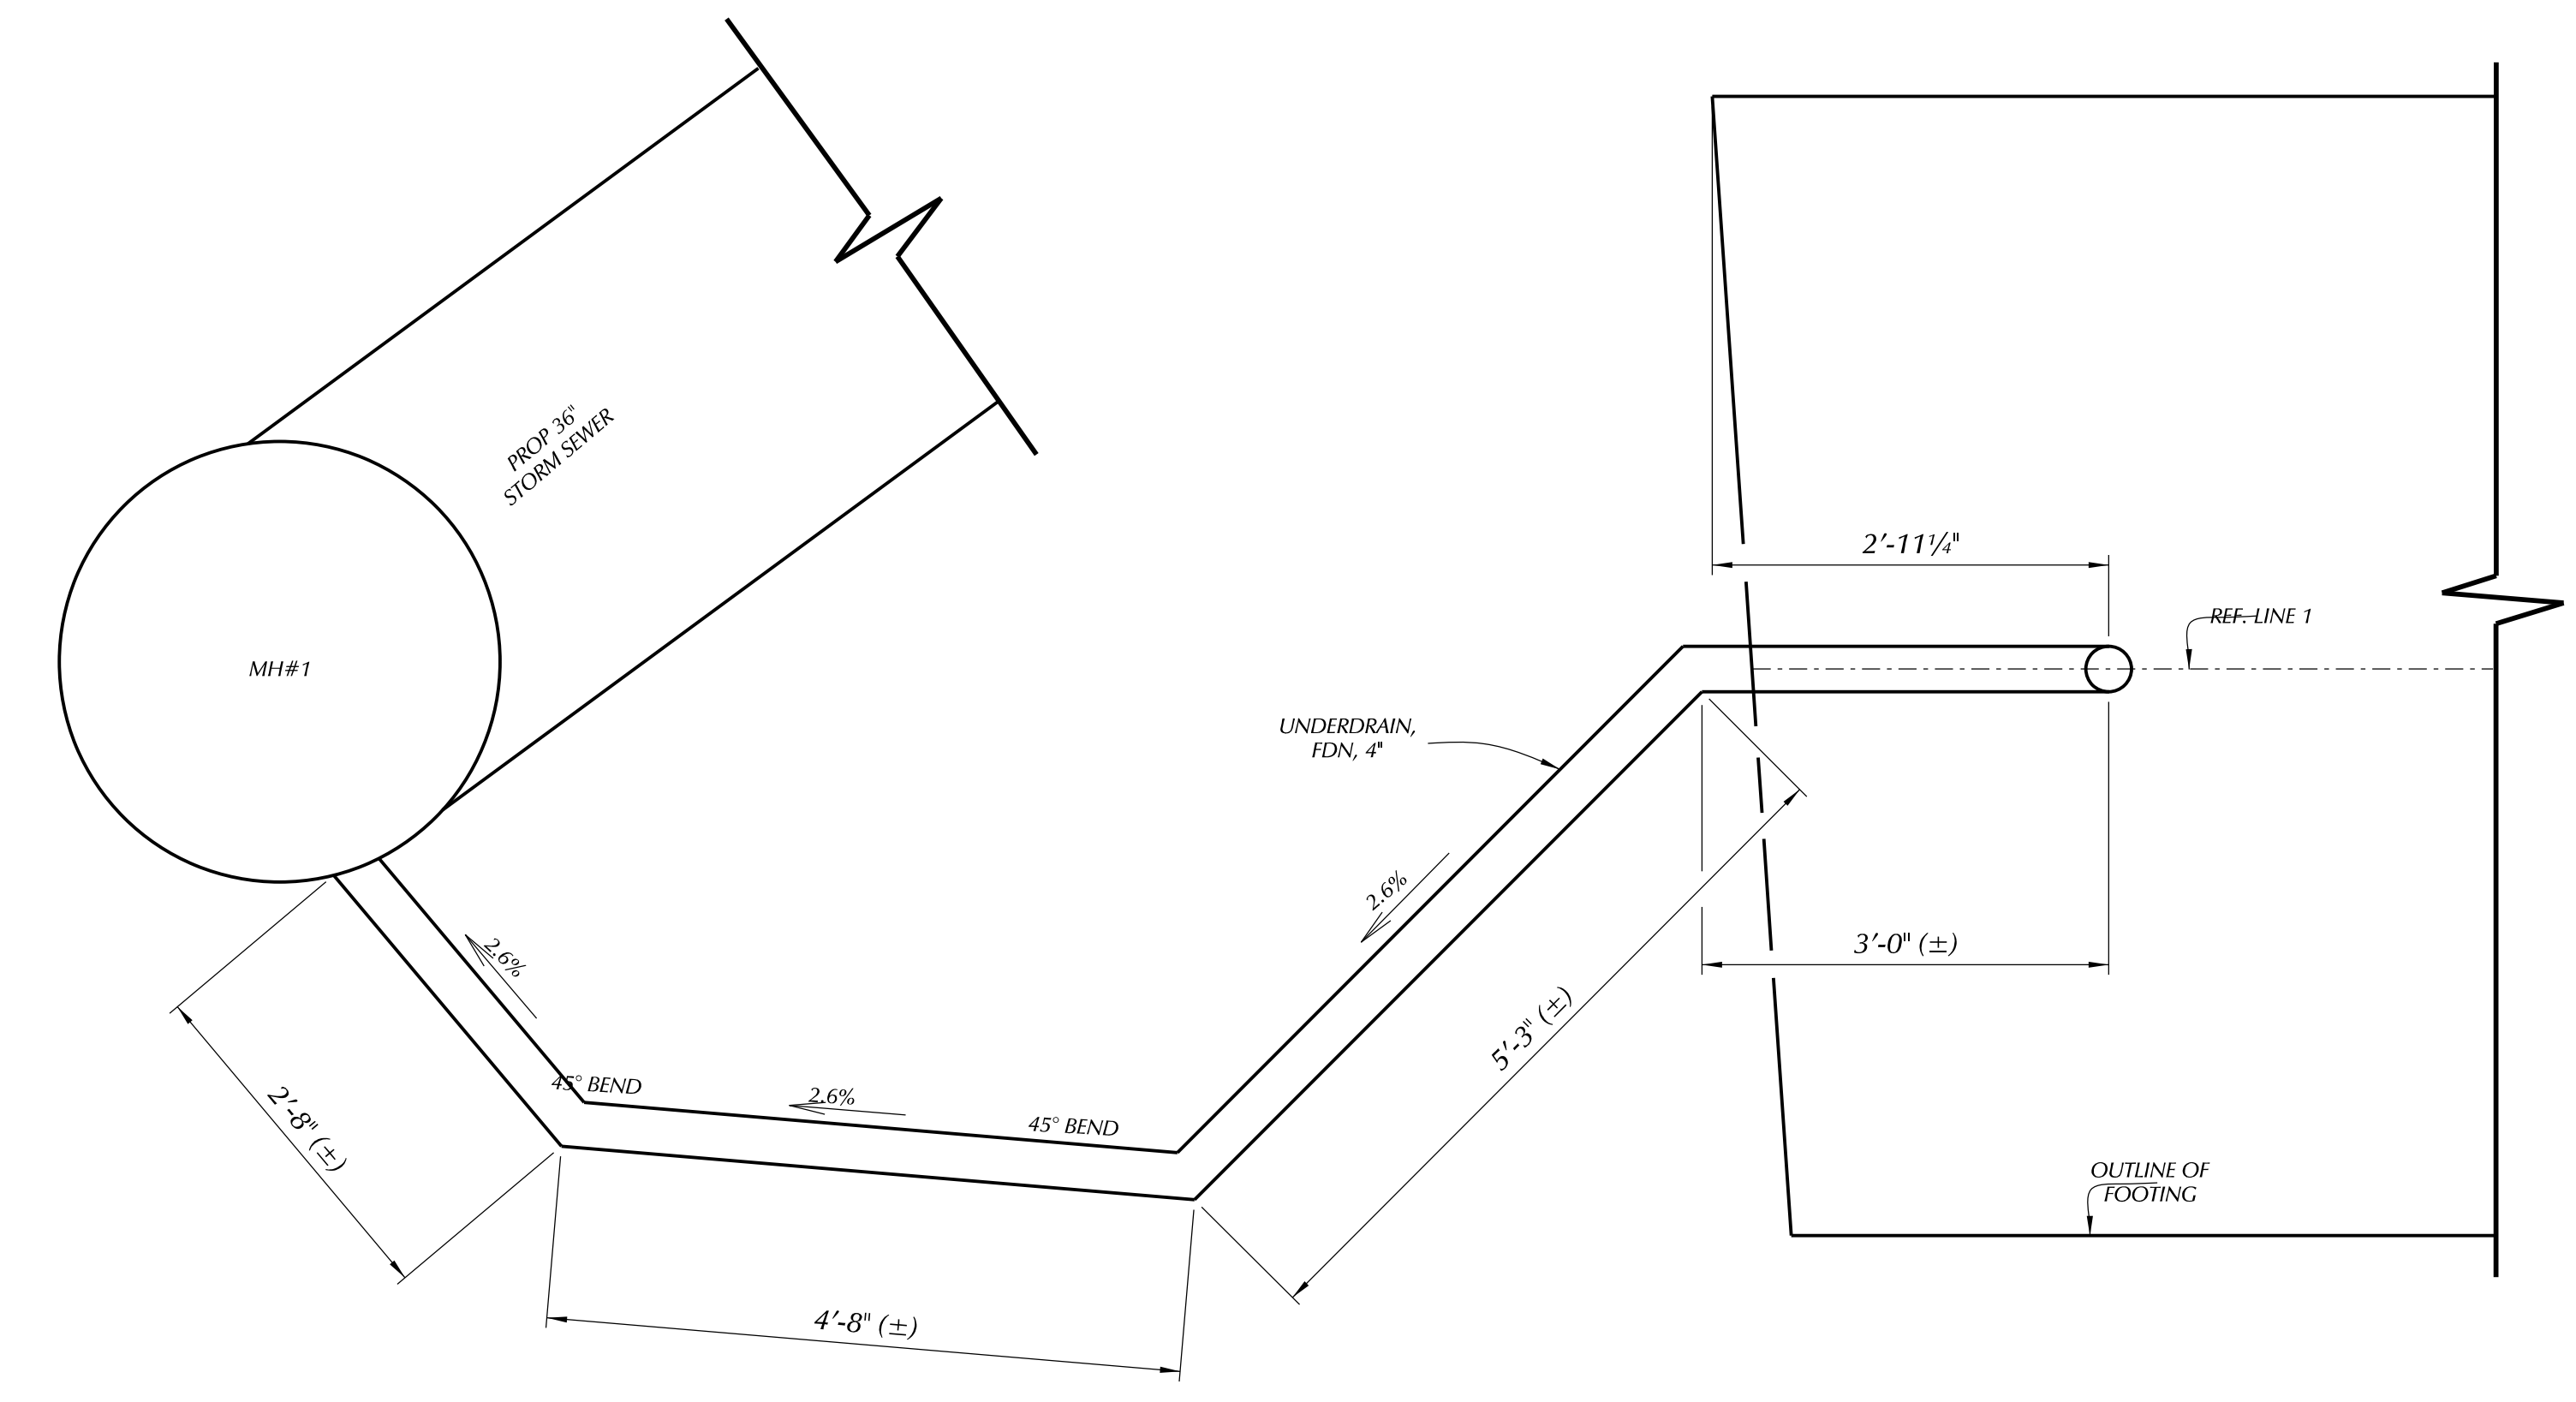 PROP 36"
STORM SEWER
MH#1
2'-11¼"
REF. LINE 1
UNDERDRAIN,
FDN, 4"
2.6%
3'-0" (±)
5'-3" (±)
2.6%
45° BEND
2.6%
45° BEND
2'-8" (±)
4'-8" (±)
OUTLINE OF
FOOTING